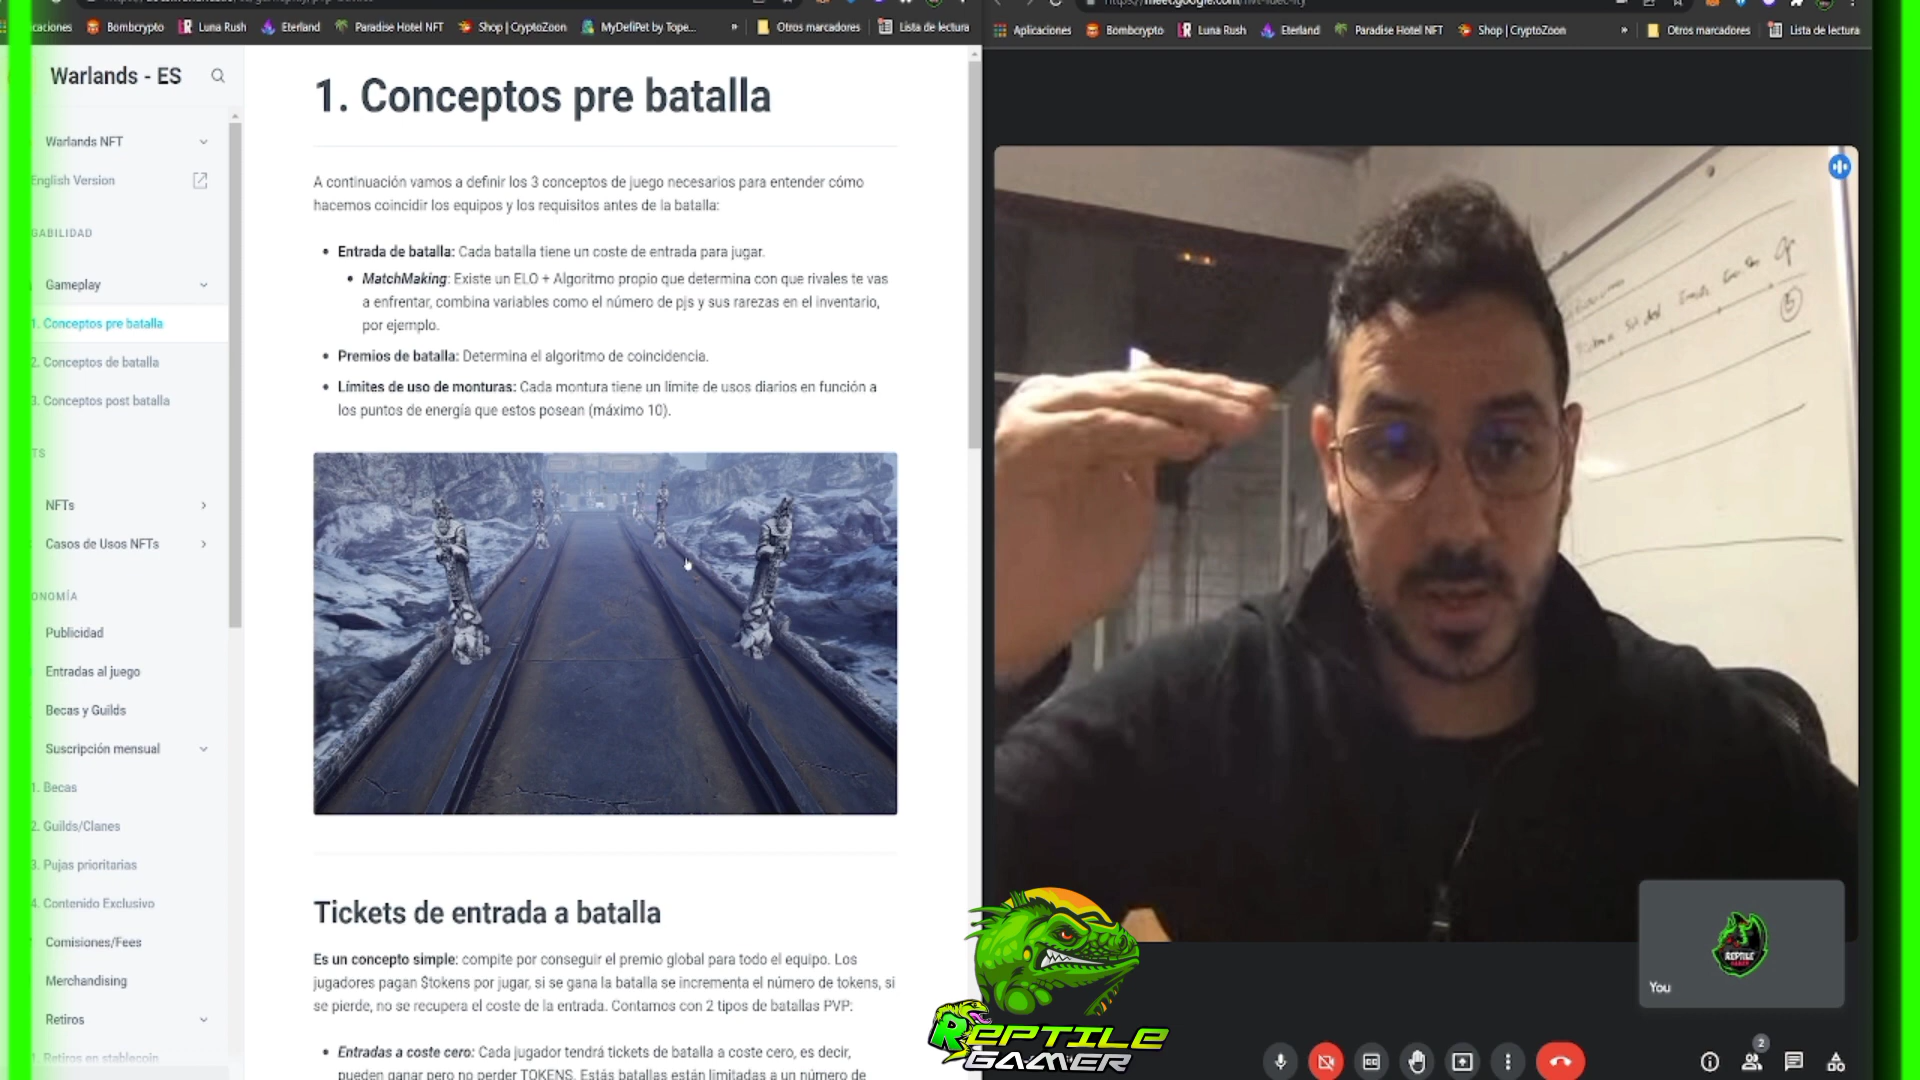 Bombcrypto
Luna Rush
Eterland
Paradise Hotel NFT
Shop | CryptoZoon
MyDefiPet by Tope...
»
Otros marcadores
Lista de lectura
Warlands - ES
Warlands NFT
English Version
Gameplay
1. Conceptos pre batalla
2. Conceptos de batalla
3. Conceptos post batalla
NFTs
Casos de Usos NFTs
Publicidad
Entradas al juego
Becas y Guilds
Suscripción mensual
1. Becas
2. Guilds/Clanes
3. Pujas prioritarias
4. Contenido Exclusivo
Comisiones/Fees
Merchandising
Retiros
1. Retiros en stablecoin
1. Conceptos pre batalla
A continuación vamos a definir los 3 conceptos de juego necesarios para entender cómo
hacemos coincidir los equipos y los requisitos antes de la batalla:
• Entrada de batalla: Cada batalla tiene un coste de entrada para jugar.
• MatchMaking: Existe un ELO + Algoritmo propio que determina con que rivales te vas
a enfrentar, combina variables como el número de pjs y sus rarezas en el inventario,
por ejemplo.
• Premios de batalla: Determina el algoritmo de coincidencia.
• Límites de uso de monturas: Cada montura tiene un límite de usos diarios en función a
los puntos de energía que estos posean (máximo 10).
Tickets de entrada a batalla
Es un concepto simple: compite por conseguir el premio global para todo el equipo. Los
jugadores pagan $tokens por jugar, si se gana la batalla se incrementa el número de tokens, si
se pierde, no se recupera el coste de la entrada. Contamos con 2 tipos de batallas PVP:
• Entradas a coste cero: Cada jugador tendrá tickets de batalla a coste cero, es decir,
pueden ganar pero no perder TOKENS. Estás batallas están limitadas a un número de
Aplicaciones
Bombcrypto
Luna Rush
Eterland
Paradise Hotel NFT
Shop | CryptoZoon
»
Otros marcadores
Lista de lectura
REPTILE
GAMER
You
2
REPTILE
GAMER